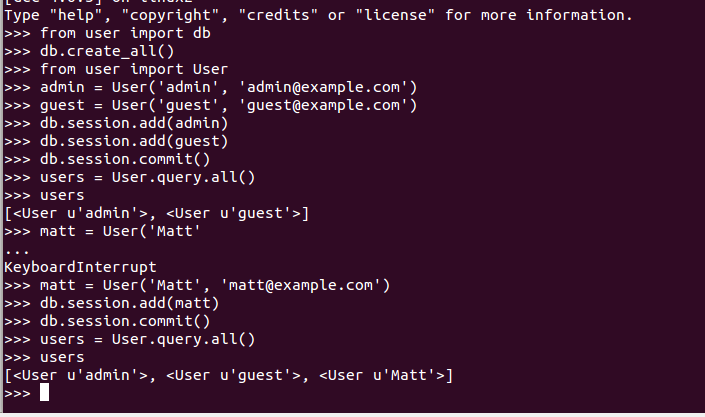 Type "help", "copyright", "credits" or "license" for more information.
>>> from user import db
>>> db.create_all()
>>> from user import User
>>> admin = User('admin', 'admin@example.com')
>>> guest = User('guest', 'guest@example.com')
>>> db.session.add(admin)
>>> db.session.add(guest)
>>> db.session.commit()
>>> users = User.query.all()
>>> users
[<User u'admin'>, <User u'guest'>]
>>> matt = User('Matt'
...
KeyboardInterrupt
>>> matt = User('Matt', 'matt@example.com')
>>> db.session.add(matt)
>>> db.session.commit()
>>> users = User.query.all()
>>> users
[<User u'admin'>, <User u'guest'>, <User u'Matt'>]
>>>